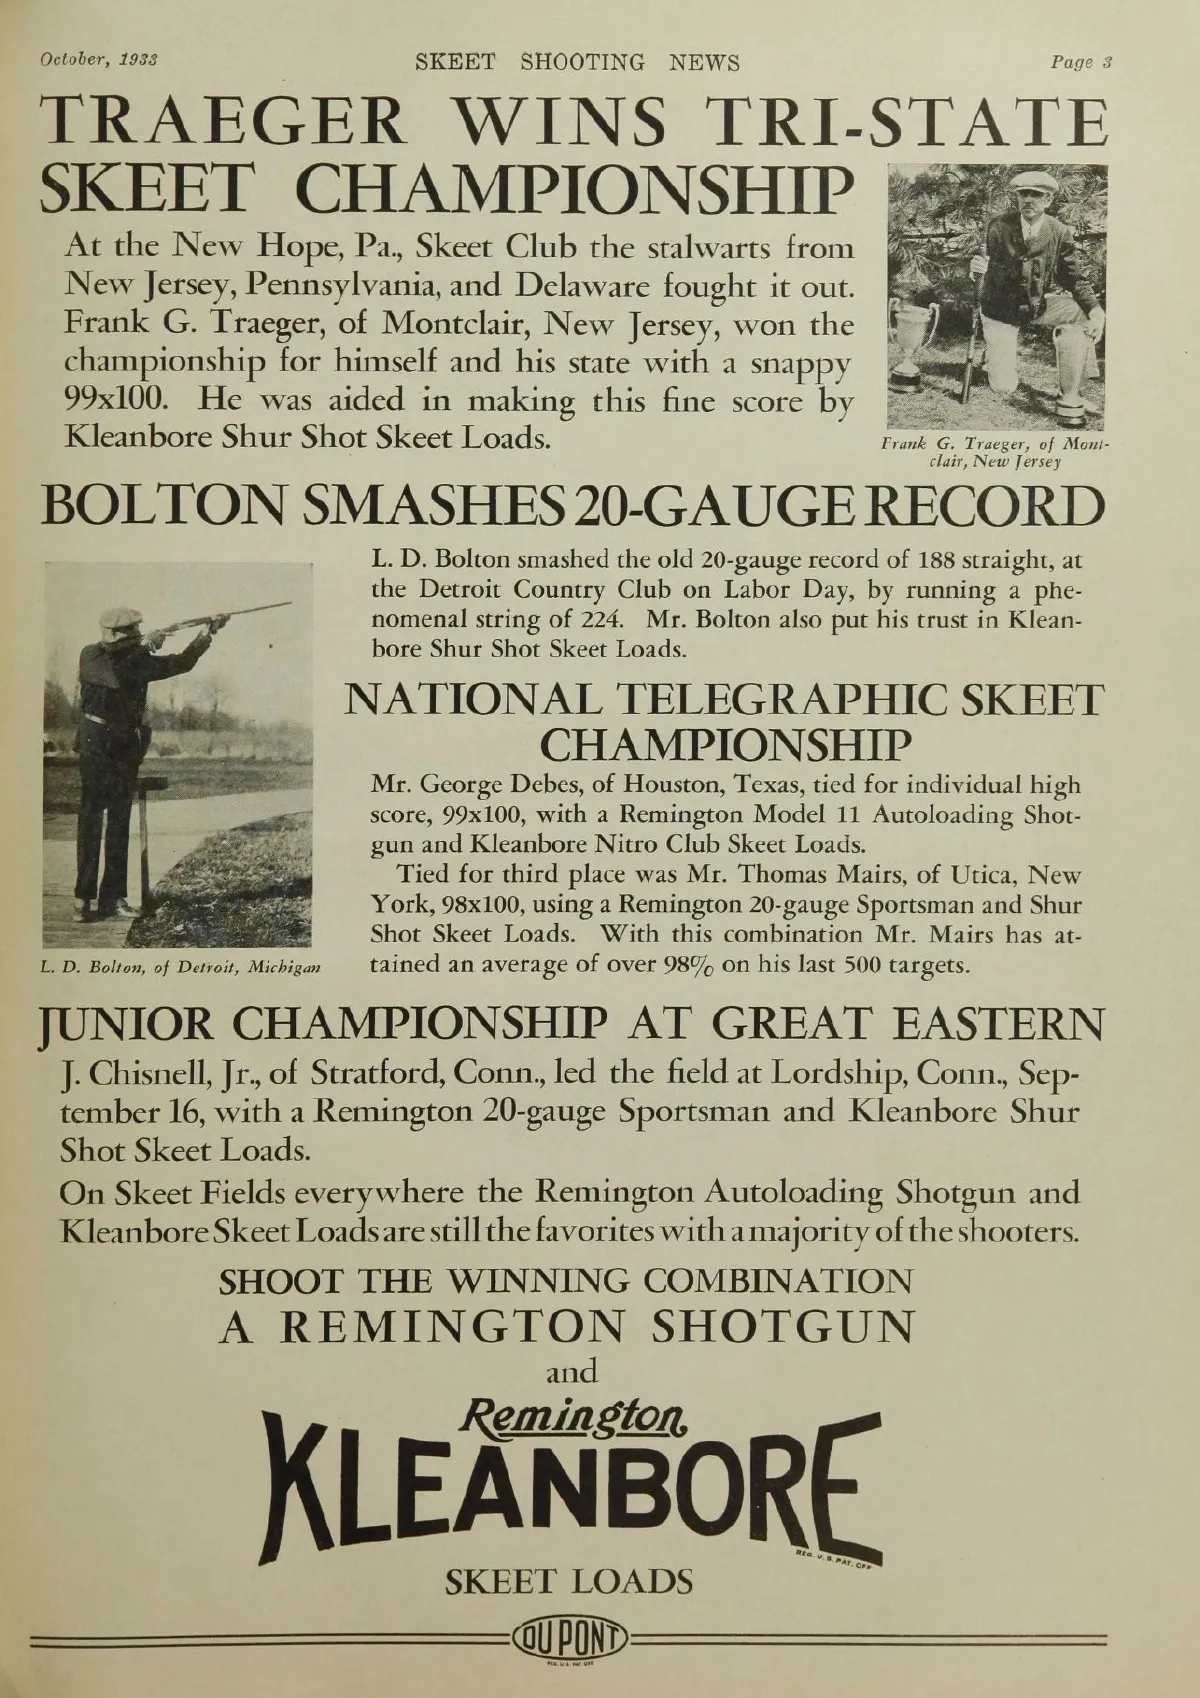 October, 1933
SKEET SHOOTING NEWS
Page 3
TRAEGER WINS TRI-STATE
SKEET CHAMPIONSHIP
At the New Hope, Pa., Skeet Club the stalwarts from
New Jersey, Pennsylvania, and Delaware fought it out.
Frank G. Traeger, of Montclair, New Jersey, won the
championship for himself and his state with a snappy
99x100. He was aided in making this fine score by
Kleanbore Shur Shot Skeet Loads.
Frank G. Traeger, of Mont-
clair, New Jersey
BOLTON SMASHES 20-GAUGE RECORD
L. D. Bolton smashed the old 20-gauge record of 188 straight, at
the Detroit Country Club on Labor Day, by running a phe-
nomenal string of 224. Mr. Bolton also put his trust in Klean-
bore Shur Shot Skeet Loads.
L. D. Bolton, of Detroit, Michigan
NATIONAL TELEGRAPHIC SKEET
CHAMPIONSHIP
Mr. George Debes, of Houston, Texas, tied for individual high
score, 99x100, with a Remington Model 11 Autoloading Shot-
gun and Kleanbore Nitro Club Skeet Loads.
Tied for third place was Mr. Thomas Mairs, of Utica, New
York, 98x100, using a Remington 20-gauge Sportsman and Shur
Shot Skeet Loads. With this combination Mr. Mairs has at-
tained an average of over 98% on his last 500 targets.
JUNIOR CHAMPIONSHIP AT GREAT EASTERN
J. Chisnell, Jr., of Stratford, Conn., led the field at Lordship, Conn., Sep-
tember 16, with a Remington 20-gauge Sportsman and Kleanbore Shur
Shot Skeet Loads.
On Skeet Fields everywhere the Remington Autoloading Shotgun and
Kleanbore Skeet Loads are still the favorites with a majority of the shooters.
SHOOT THE WINNING COMBINATION
A REMINGTON SHOTGUN
and
Remington
KLEANBORE
REG. U. S. PAT. OFF
SKEET LOADS
DU PONT
REG. U.S. PAT. OFF